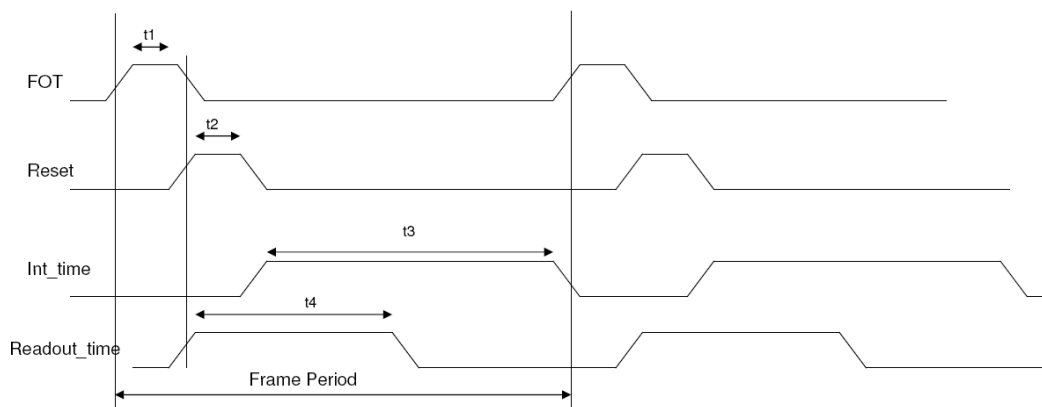 t1
FOT
t2
Reset
t3
Int_time
t4
Readout_time
Frame Period